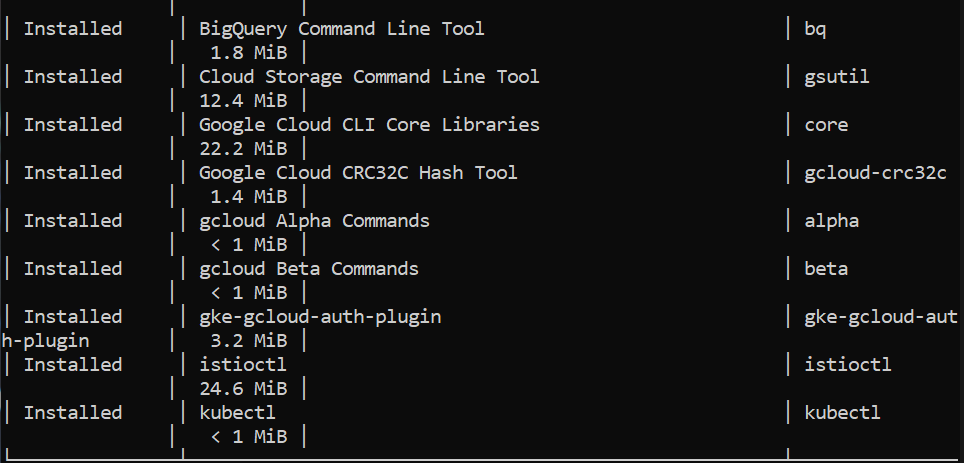 Installed BigQuery Command Line Tool bq
1.8 MiB
Installed Cloud Storage Command Line Tool gsutil
12.4 MiB
Installed Google Cloud CLI Core Libraries core
22.2 MiB
Installed Google Cloud CRC32C Hash Tool gcloud-crc32c
1.4 MiB
Installed gcloud Alpha Commands alpha
< 1 MiB
Installed gcloud Beta Commands beta
< 1 MiB
Installed gke-gcloud-auth-plugin gke-gcloud-aut
h-plugin 3.2 MiB
Installed istioctl istioctl
24.6 MiB
Installed kubectl kubectl
< 1 MiB